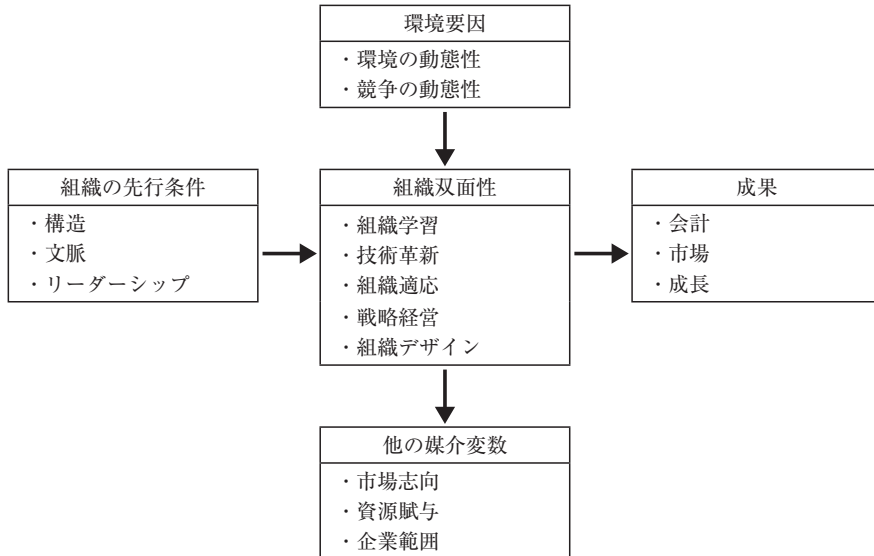 環境要因
・環境の動態性
・競争の動態性
組織の先行条件
・構造
・文脈
・リーダーシップ
組織双面性
・組織学習
・技術革新
・組織適応
・戦略経営
・組織デザイン
成果
・会計
・市場
・成長
他の媒介変数
・市場志向
・資源賦与
・企業範囲